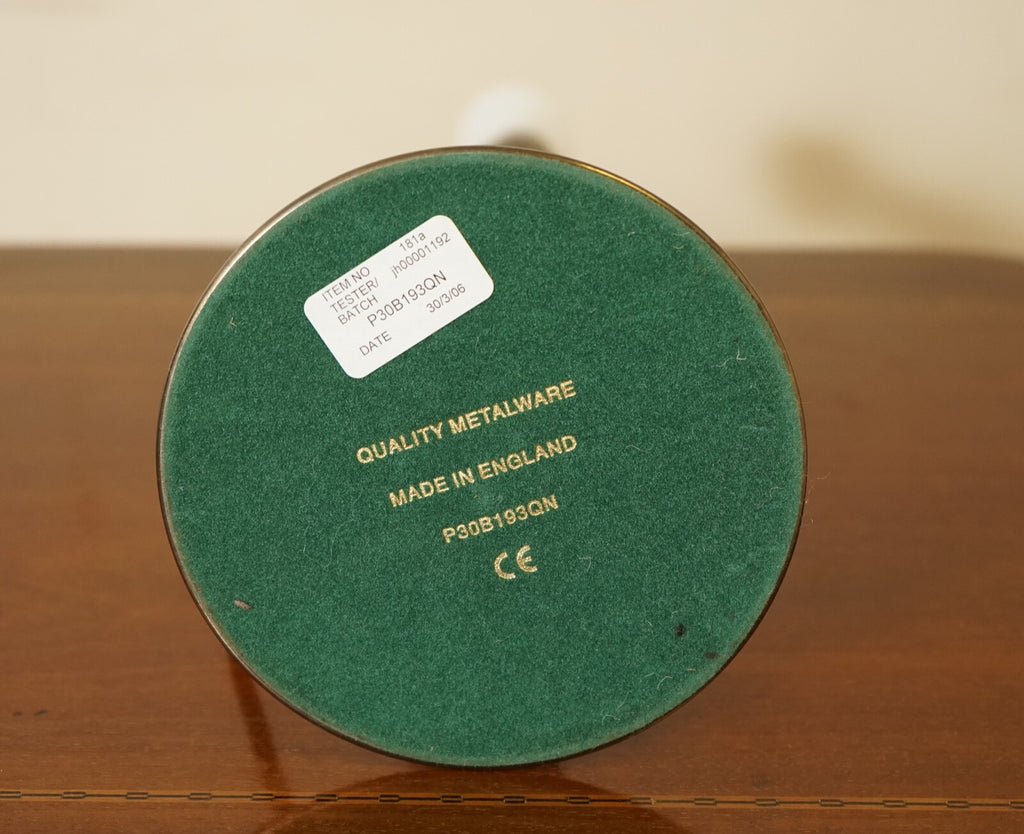 ITEM NO 181a
TESTER/ jh00001192
BATCH
P30B193QN
DATE 30/3/06
QUALITY METALWARE
MADE IN ENGLAND
P30B193QN
CE